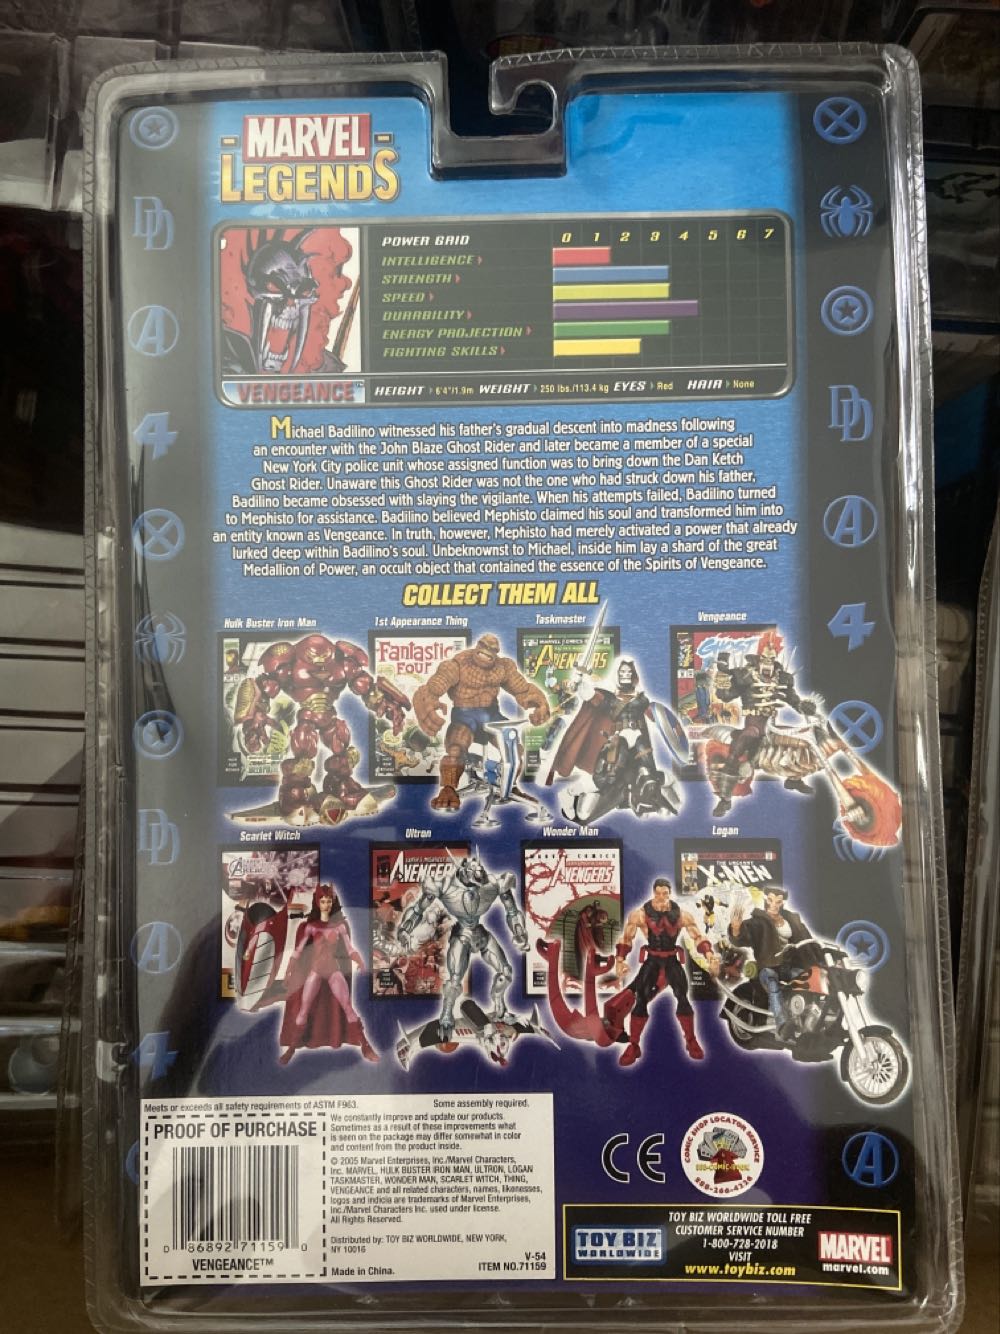 MARVEL
LEGENDS
POWER GRID 0 1 2 3 4 5 6 7
INTELLIGENCE
STRENGTH
SPEED
DURABILITY
ENERGY PROJECTION
FIGHTING SKILLS
VENGEANCE™ HEIGHT 6'4"/1.9m WEIGHT 250 lbs./113.4 kg EYES Red HAIR None
Michael Badilino witnessed his father's gradual descent into madness following
an encounter with the John Blaze Ghost Rider and later became a member of a special
New York City police unit whose assigned function was to bring down the Dan Ketch
Ghost Rider. Unaware this Ghost Rider was not the one who had struck down his father,
Badilino became obsessed with slaying the vigilante. When his attempts failed, Badilino turned
to Mephisto for assistance. Badilino believed Mephisto claimed his soul and transformed him into
an entity known as Vengeance. In truth, however, Mephisto had merely activated a power that already
lurked deep within Badilino's soul. Unbeknownst to Michael, inside him lay a shard of the great
Medallion of Power, an occult object that contained the essence of the Spirits of Vengeance.
COLLECT THEM ALL
Hulk Buster Iron Man 1st Appearance Thing Taskmaster Vengeance
Fantastic
FOUR
AVENGERS
GHOST
Scarlet Witch Ultron Wonder Man Logan
AVENGERS
AVENGERS
THE UNCANNY
X-MEN
Meets or exceeds all safety requirements of ASTM F963. Some assembly required.
PROOF OF PURCHASE
0 86892 71159 0
VENGEANCE™
We constantly improve and update our products.
Sometimes as a result of these improvements what
is seen on the package may differ somewhat in color
and content from the product inside.
© 2005 Marvel Enterprises, Inc./Marvel Characters,
Inc. MARVEL, HULK BUSTER IRON MAN, ULTRON, LOGAN
TASKMASTER, WONDER MAN, SCARLET WITCH, THING,
VENGEANCE and all related characters, names, likenesses,
logos and indicia are trademarks of Marvel Enterprises,
Inc./Marvel Characters Inc. used under license.
All Rights Reserved.
Distributed by: TOY BIZ WORLDWIDE, NEW YORK,
NY 10016
V-54
Made in China. ITEM NO.71159
CE
COMIC SHOP LOCATOR SERVICE
888-COMIC-BOOK
888-266-4226
TOY BIZ
WORLDWIDE
TOY BIZ WORLDWIDE TOLL FREE
CUSTOMER SERVICE NUMBER
1-800-728-2018
VISIT
www.toybiz.com
MARVEL
marvel.com